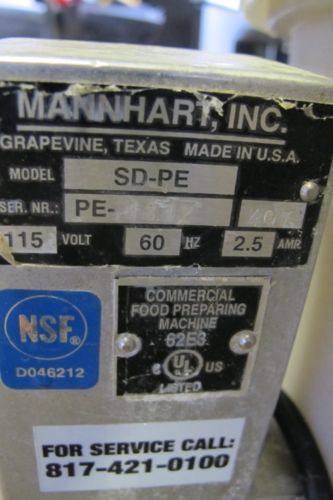 MANNHART, INC.
GRAPEVINE, TEXAS MADE IN U.S.A.
MODEL SD-PE
SER. NR.: PE-
115 VOLT 60 HZ 2.5 AMP.
NSF®
D046212
COMMERCIAL
FOOD PREPARING
MACHINE
62E3
C UL® US
LISTED
FOR SERVICE CALL:
817-421-0100